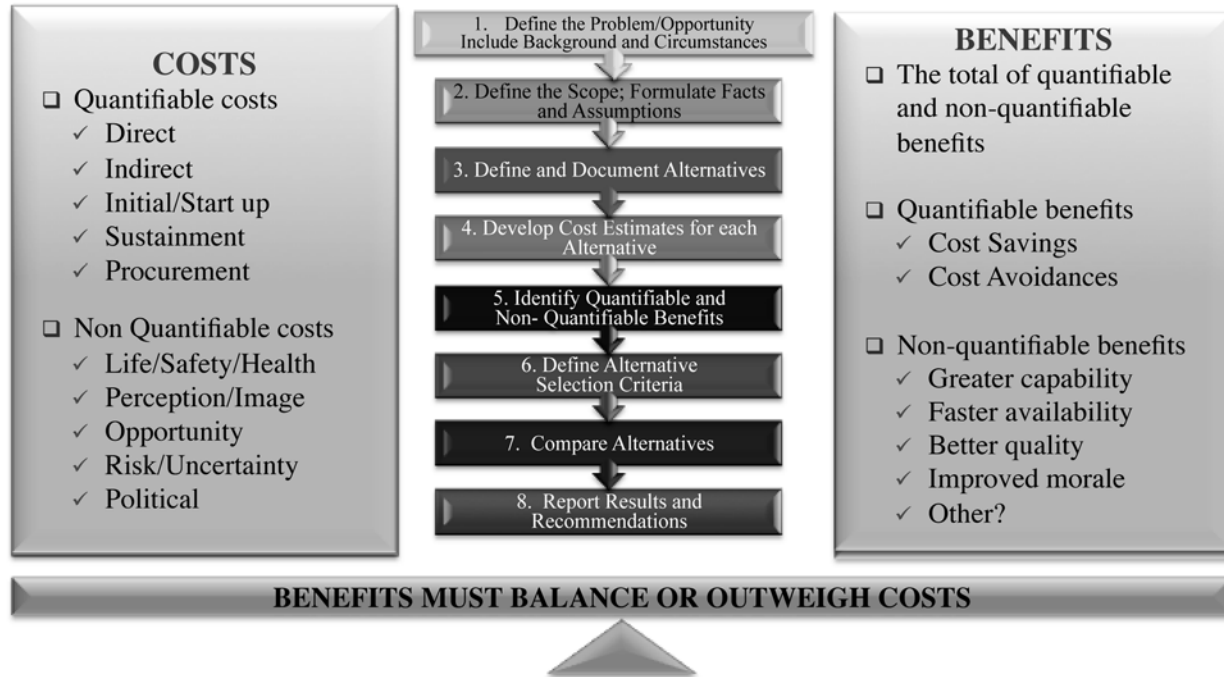 COSTS
❑ Quantifiable costs
✓ Direct
✓ Indirect
✓ Initial/Start up
✓ Sustainment
✓ Procurement
❑ Non Quantifiable costs
✓ Life/Safety/Health
✓ Perception/Image
✓ Opportunity
✓ Risk/Uncertainty
✓ Political
1. Define the Problem/Opportunity
Include Background and Circumstances
2. Define the Scope; Formulate Facts
and Assumptions
3. Define and Document Alternatives
4. Develop Cost Estimates for each
Alternative
5. Identify Quantifiable and
Non- Quantifiable Benefits
6. Define Alternative
Selection Criteria
7. Compare Alternatives
8. Report Results and
Recommendations
BENEFITS
❑ The total of quantifiable
and non-quantifiable
benefits
❑ Quantifiable benefits
✓ Cost Savings
✓ Cost Avoidances
❑ Non-quantifiable benefits
✓ Greater capability
✓ Faster availability
✓ Better quality
✓ Improved morale
✓ Other?
BENEFITS MUST BALANCE OR OUTWEIGH COSTS